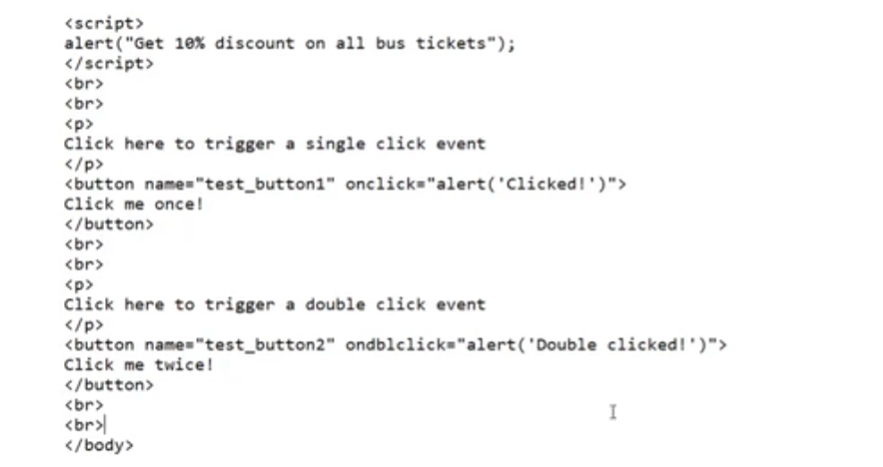 <script>
alert("Get 10% discount on all bus tickets");
</script>
<br>
<br>
<p>
Click here to trigger a single click event
</p>
<button name="test_button1" onclick="alert('Clicked!')">
Click me once!
</button>
<br>
<br>
<p>
Click here to trigger a double click event
</p>
<button name="test_button2" ondblclick="alert('Double clicked!')">
Click me twice!
</button>
<br>
<br>
</body>